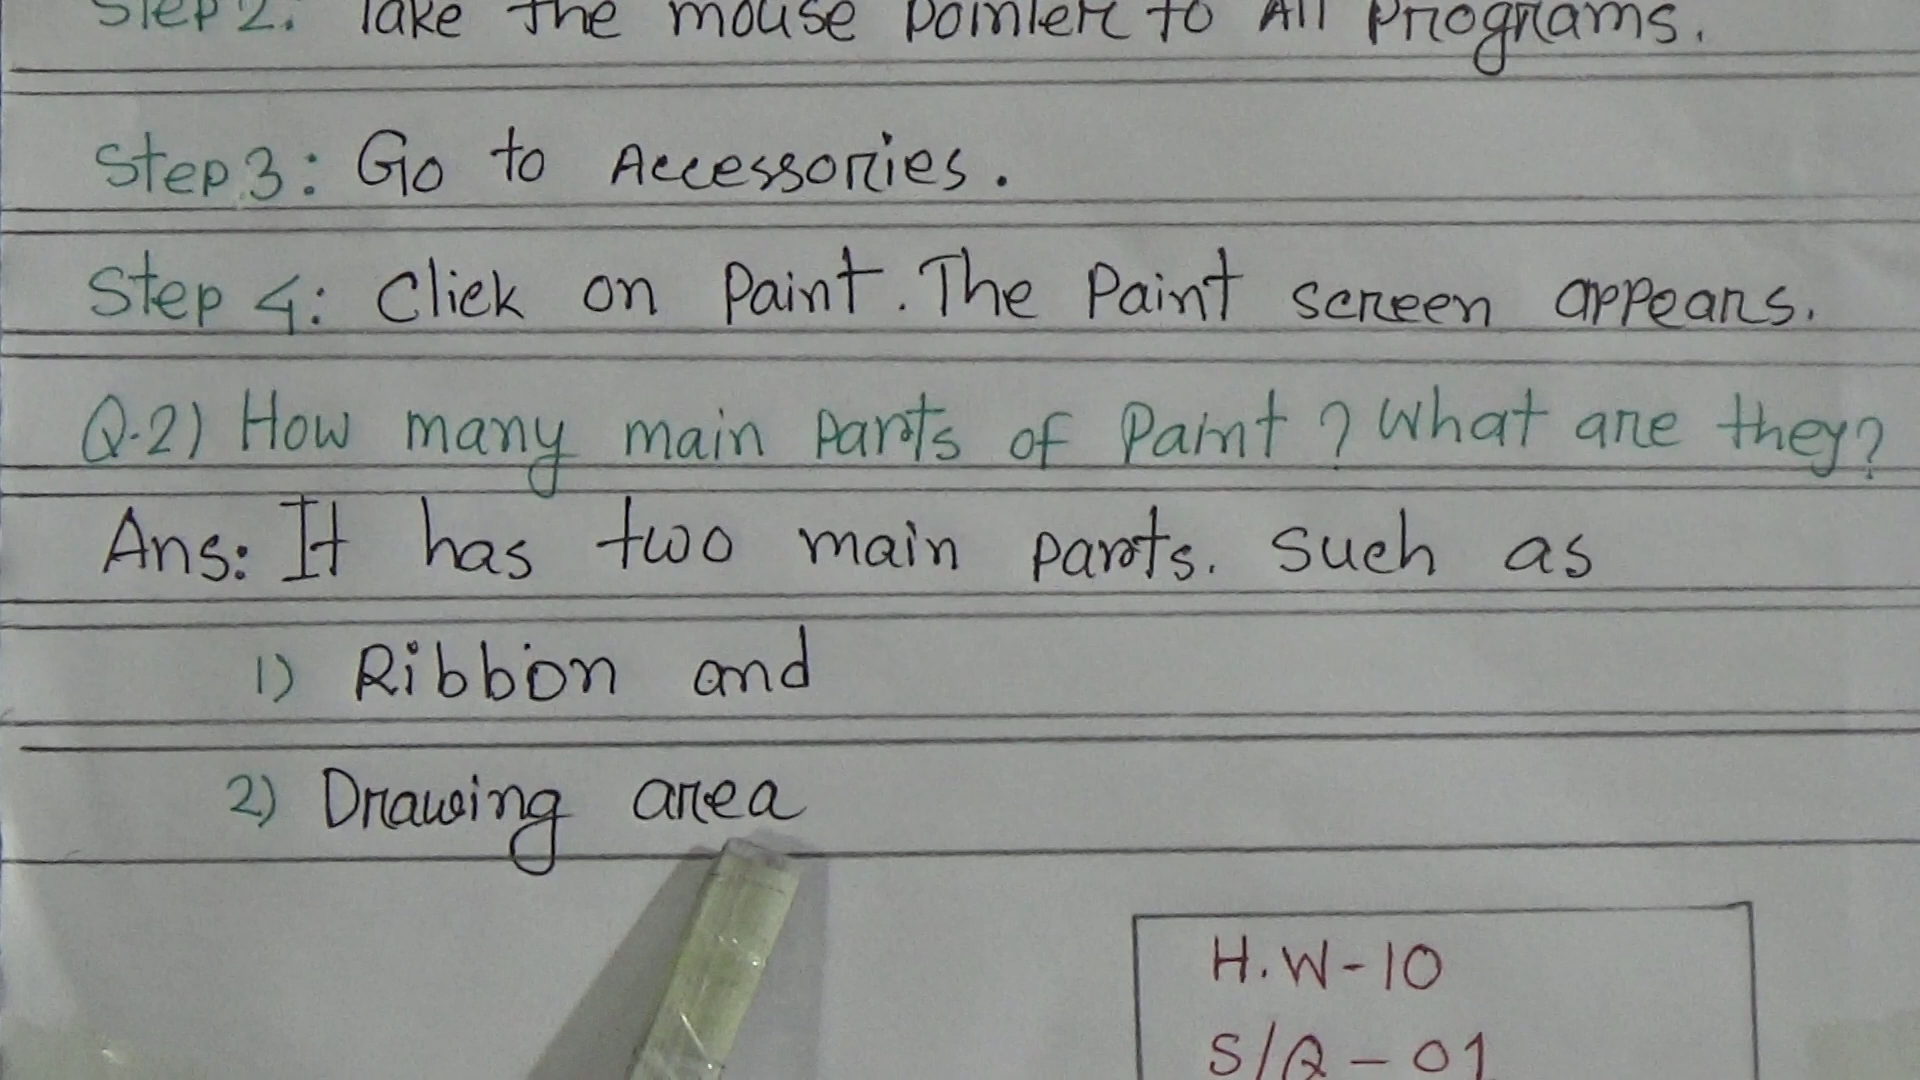 Step 2: Take the mouse pointer to All Programs.
Step 3: Go to Accessories.
Step 4: Click on Paint. The Paint screen appears.
Q.2) How many main parts of Paint? What are they?
Ans: It has two main parts. Such as
1) Ribbon and
2) Drawing area
H.W-10
S/Q-01